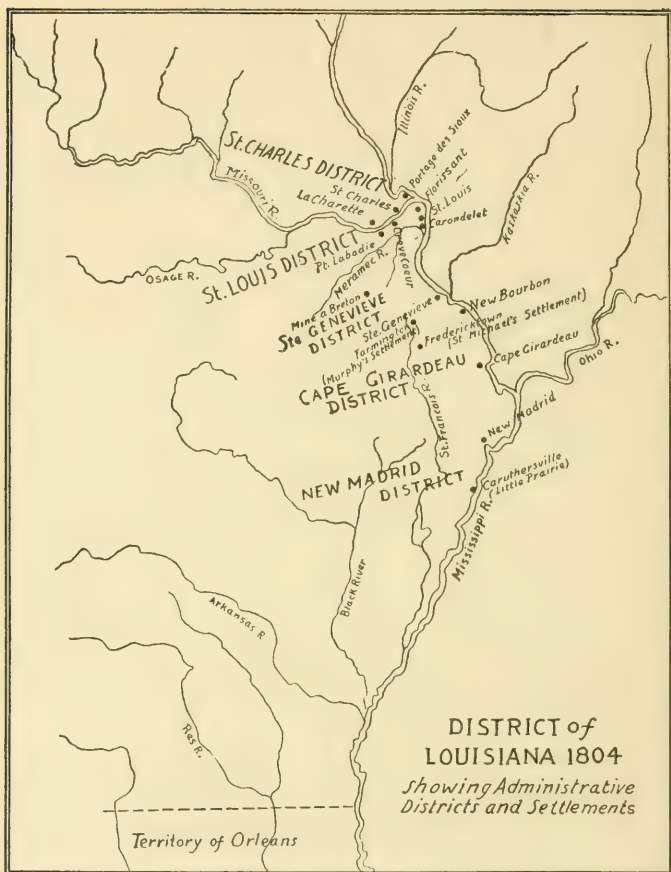 Illinois R.
Portage des Sioux
Florissant
St. Louis
Carondelet
Kaskaskia R.
St. CHARLES DISTRICT
St Charles
LaCharette
Missouri R.
OSAGE R.
St. LOUIS DISTRICT
Pt. Labadie
Meramec R.
Crevecoeur
Mine a Breton
Ste GENEVIEVE
DISTRICT
Ste. Genevieve
New Bourbon
Farmington
(Murphy's Settlement)
Fredericktown
(St Michael's Settlement)
CAPE GIRARDEAU
DISTRICT
Cape Girardeau
Ohio R.
St. Francois R.
New Madrid
NEW MADRID
DISTRICT
Caruthersville
(Little Prairie)
Mississippi R.
Black River
Arkansas R
Res R.
Territory of Orleans
DISTRICT of
LOUISIANA 1804
Showing Administrative
Districts and Settlements